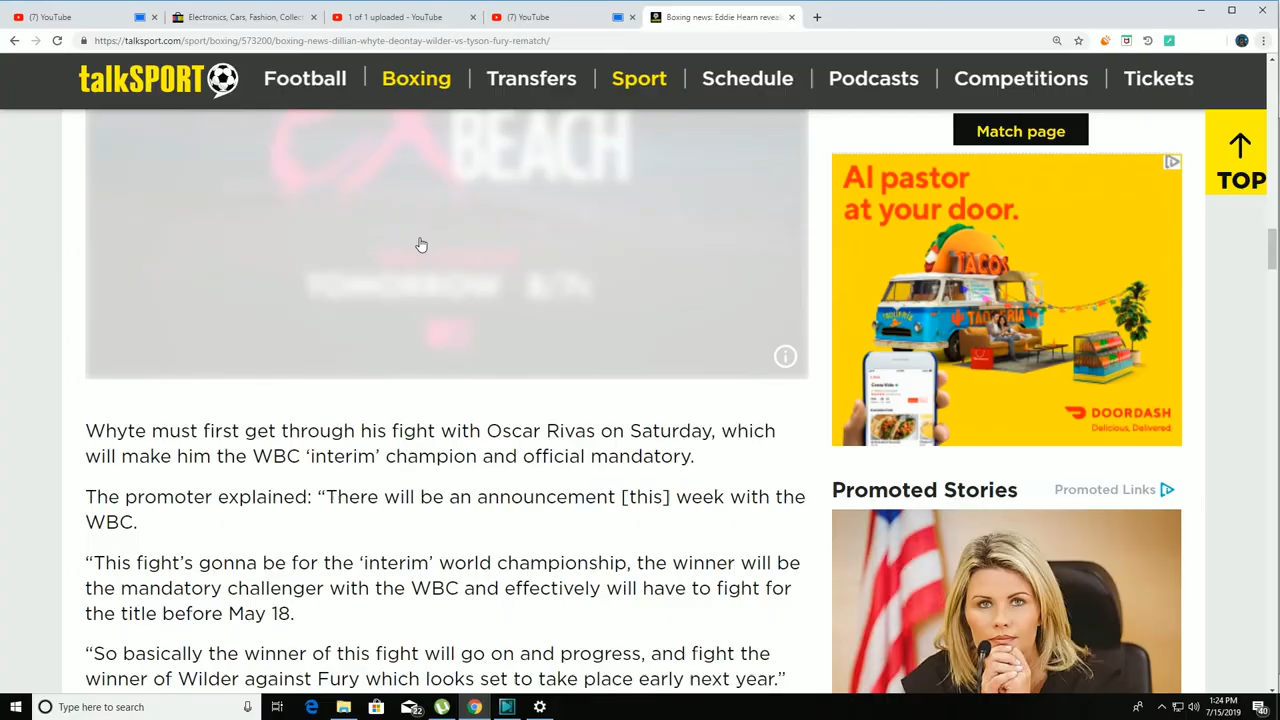 (7) YouTube
Electronics, Cars, Fashion, Collect
1 of 1 uploaded - YouTube
(7) YouTube
Boxing news: Eddie Hearn reveal
https://talksport.com/sport/boxing/573200/boxing-news-dillian-whyte-deontay-wilder-vs-tyson-fury-rematch/
talkSPORT Football Boxing Transfers Sport Schedule Podcasts Competitions Tickets
REACH
Match page
TOP
Al pastor
at your door.
TACOS
TAQUERIA
DOORDASH
Delicious, Delivered.
Whyte must first get through his fight with Oscar Rivas on Saturday, which
will make him the WBC ‘interim’ champion and official mandatory.
The promoter explained: “There will be an announcement [this] week with the
WBC.
“This fight’s gonna be for the ‘interim’ world championship, the winner will be
the mandatory challenger with the WBC and effectively will have to fight for
the title before May 18.
“So basically the winner of this fight will go on and progress, and fight the
winner of Wilder against Fury which looks set to take place early next year.”
Promoted Stories
Promoted Links
Type here to search
22
1:24 PM
7/15/2019
40